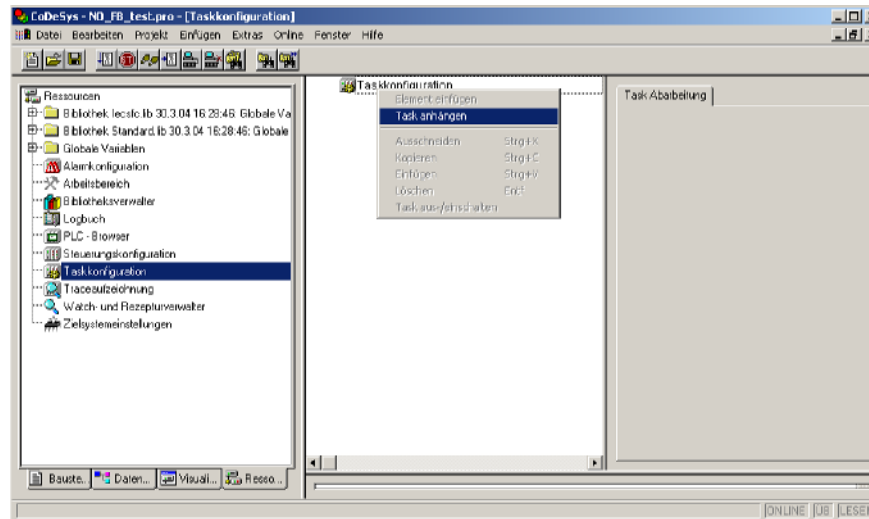 CoDeSys - ND_FB_test.pro - [Taskkonfiguration]
Datei Bearbeiten Projekt Einfügen Extras Online Fenster Hilfe
Ressourcen
Bibliothek Iecsfc.lib 30.3.04 16:28:46: Globale Va
Bibliothek Standard.lib 30.3.04 16:28:46: Globale
Globale Variablen
Alarmkonfiguration
Arbeitsbereich
Bibliotheksverwalter
Logbuch
PLC - Browser
Steuerungskonfiguration
Taskkonfiguration
Traceaufzeichnung
Watch- und Rezepturverwalter
Zielsystemeinstellungen
Bauste... Daten... Visuali... Resso...
Taskkonfiguration
Element einfügen
Task anhängen
Ausschneiden Strg+X
Kopieren Strg+C
Einfügen Strg+V
Löschen Entf
Task aus-/einschalten
Task Abarbeitung
ONLINE ÜB LESEN